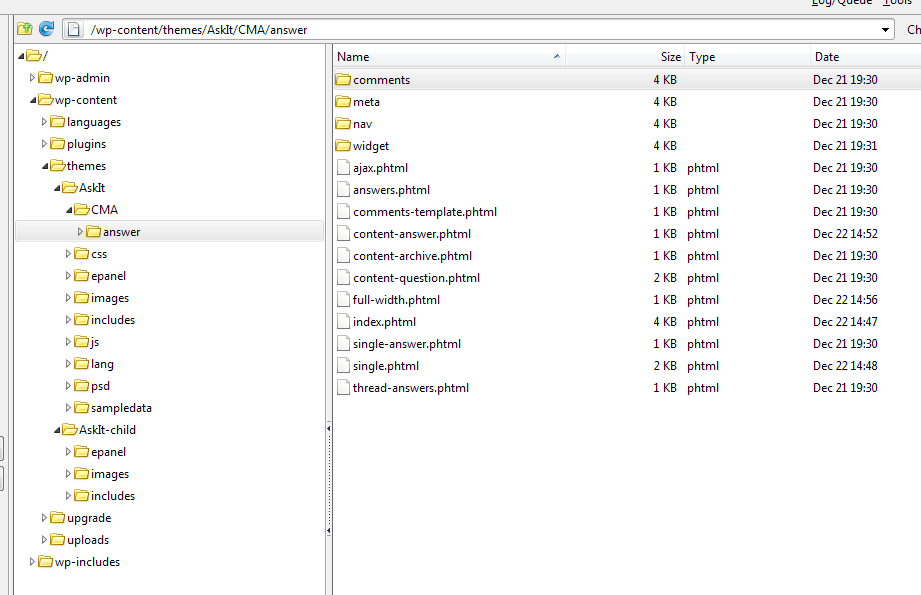 Log/Queue Tools
/wp-content/themes/AskIt/CMA/answer
Ch
/
wp-admin
wp-content
languages
plugins
themes
AskIt
CMA
answer
css
epanel
images
includes
js
lang
psd
sampledata
AskIt-child
epanel
images
includes
upgrade
uploads
wp-includes
Name Size Type Date
comments 4 KB Dec 21 19:30
meta 4 KB Dec 21 19:30
nav 4 KB Dec 21 19:30
widget 4 KB Dec 21 19:31
ajax.phtml 1 KB phtml Dec 21 19:30
answers.phtml 1 KB phtml Dec 21 19:30
comments-template.phtml 1 KB phtml Dec 21 19:30
content-answer.phtml 1 KB phtml Dec 22 14:52
content-archive.phtml 1 KB phtml Dec 21 19:30
content-question.phtml 2 KB phtml Dec 21 19:30
full-width.phtml 1 KB phtml Dec 22 14:56
index.phtml 4 KB phtml Dec 22 14:47
single-answer.phtml 1 KB phtml Dec 21 19:30
single.phtml 2 KB phtml Dec 22 14:48
thread-answers.phtml 1 KB phtml Dec 21 19:30